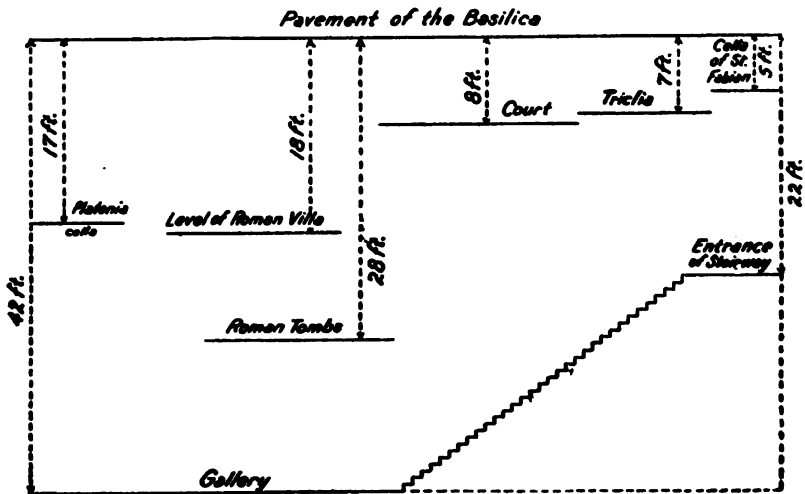 Pavement of the Basilica
Cella
of St.
Fabian
5 ft.
7 ft.
8 ft.
Triclia
Court
17 ft.
18 ft.
22 ft.
Platonia
cella
Level of Roman Villa
28 ft.
Entrance
of Stairway
42 ft.
Roman Tombs
Gallery